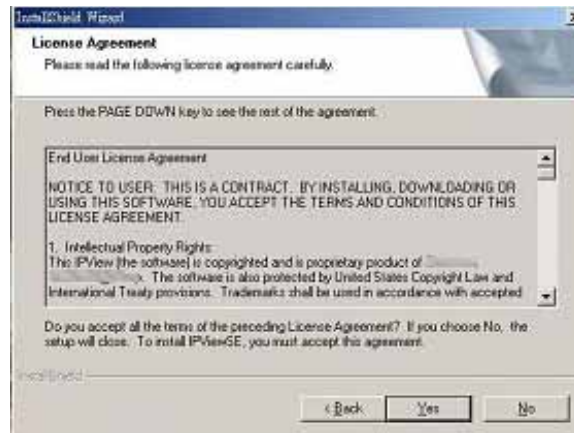 InstallShield Wizard
License Agreement
Please read the following license agreement carefully.
Press the PAGE DOWN key to see the rest of the agreement.
End User License Agreement
NOTICE TO USER: THIS IS A CONTRACT. BY INSTALLING, DOWNLOADING OR
USING THIS SOFTWARE, YOU ACCEPT THE TERMS AND CONDITIONS OF THIS
LICENSE AGREEMENT.
1. Intellectual Property Rights:
This IPView (the software) is copyrighted and is proprietary product of
The software is also protected by United States Copyright Law and
International Treaty provisions. Trademarks shall be used in accordance with accepted
Do you accept all the terms of the preceding License Agreement? If you choose No, the
setup will close. To install IPViewSE, you must accept this agreement.
InstallShield
< Back Yes No